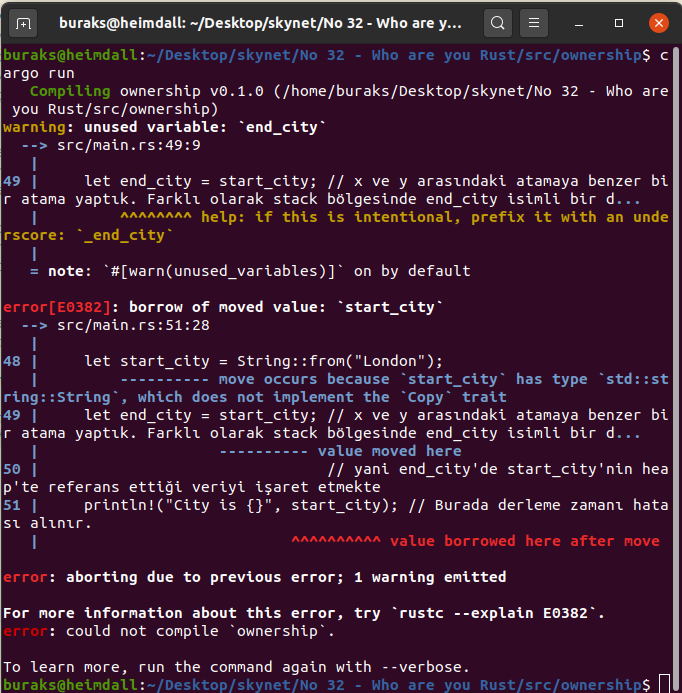 buraks@heimdall: ~/Desktop/skynet/No 32 - Who are y...
buraks@heimdall:~/Desktop/skynet/No 32 - Who are you Rust/src/ownership$ c
argo run
   Compiling ownership v0.1.0 (/home/buraks/Desktop/skynet/No 32 - Who are
 you Rust/src/ownership)
warning: unused variable: `end_city`
  --> src/main.rs:49:9
   |
49 |     let end_city = start_city; // x ve y arasındaki atamaya benzer bi
r atama yaptık. Farklı olarak stack bölgesinde end_city isimli bir d...
   |         ^^^^^^^^ help: if this is intentional, prefix it with an unde
rscore: `_end_city`
   |
   = note: `#[warn(unused_variables)]` on by default
error[E0382]: borrow of moved value: `start_city`
  --> src/main.rs:51:28
   |
48 |     let start_city = String::from("London");
   |         ---------- move occurs because `start_city` has type `std::st
ring::String`, which does not implement the `Copy` trait
49 |     let end_city = start_city; // x ve y arasındaki atamaya benzer bi
r atama yaptık. Farklı olarak stack bölgesinde end_city isimli bir d...
   |                    ---------- value moved here
50 |                                // yani end_city'de start_city'nin hea
p'te referans ettiği veriyi işaret etmekte
51 |     println!("City is {}", start_city); // Burada derleme zamanı hata
sı alınır.
   |                            ^^^^^^^^^^ value borrowed here after move
error: aborting due to previous error; 1 warning emitted
For more information about this error, try `rustc --explain E0382`.
error: could not compile `ownership`.
To learn more, run the command again with --verbose.
buraks@heimdall:~/Desktop/skynet/No 32 - Who are you Rust/src/ownership$